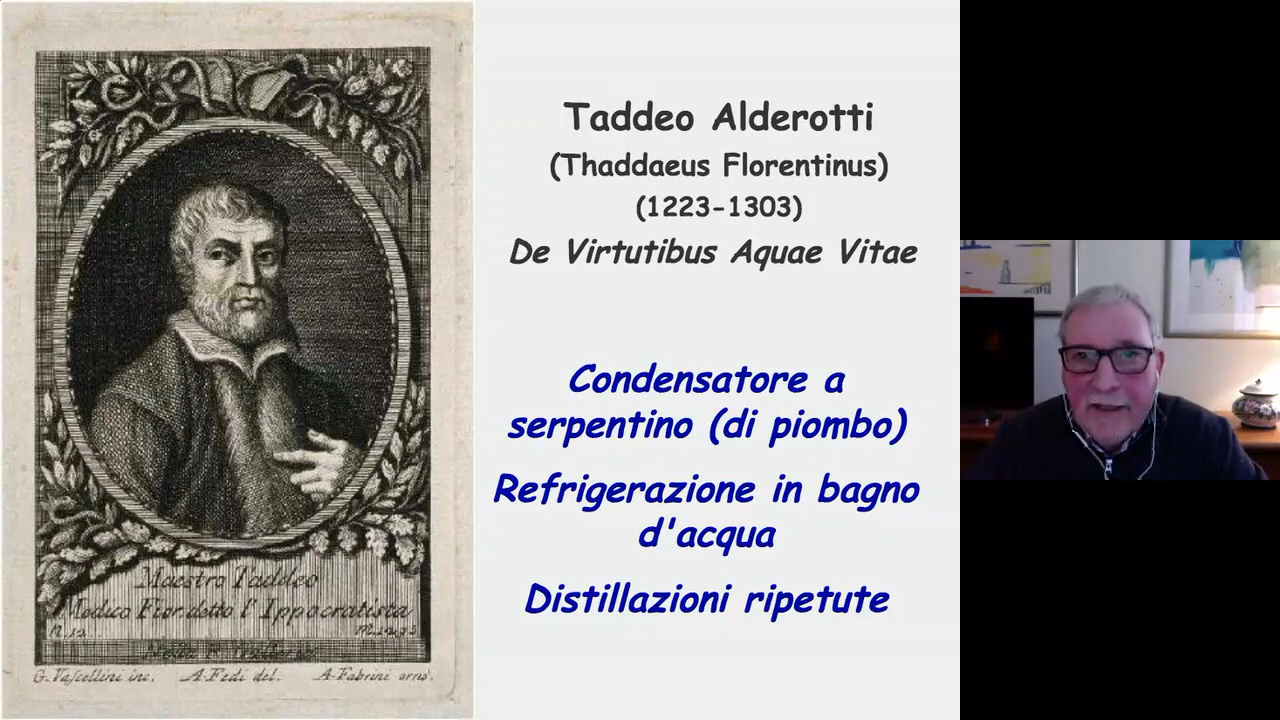 Taddeo Alderotti
(Thaddaeus Florentinus)
(1223-1303)
De Virtutibus Aquae Vitae
Condensatore a
serpentino (di piombo)
Refrigerazione in bagno
d'acqua
Distillazioni ripetute
Maestro Taddeo
Medico Fior. detto l' Ippocratista
G. Vascellini inc. A. Fedi del. A. Fabrini orno.